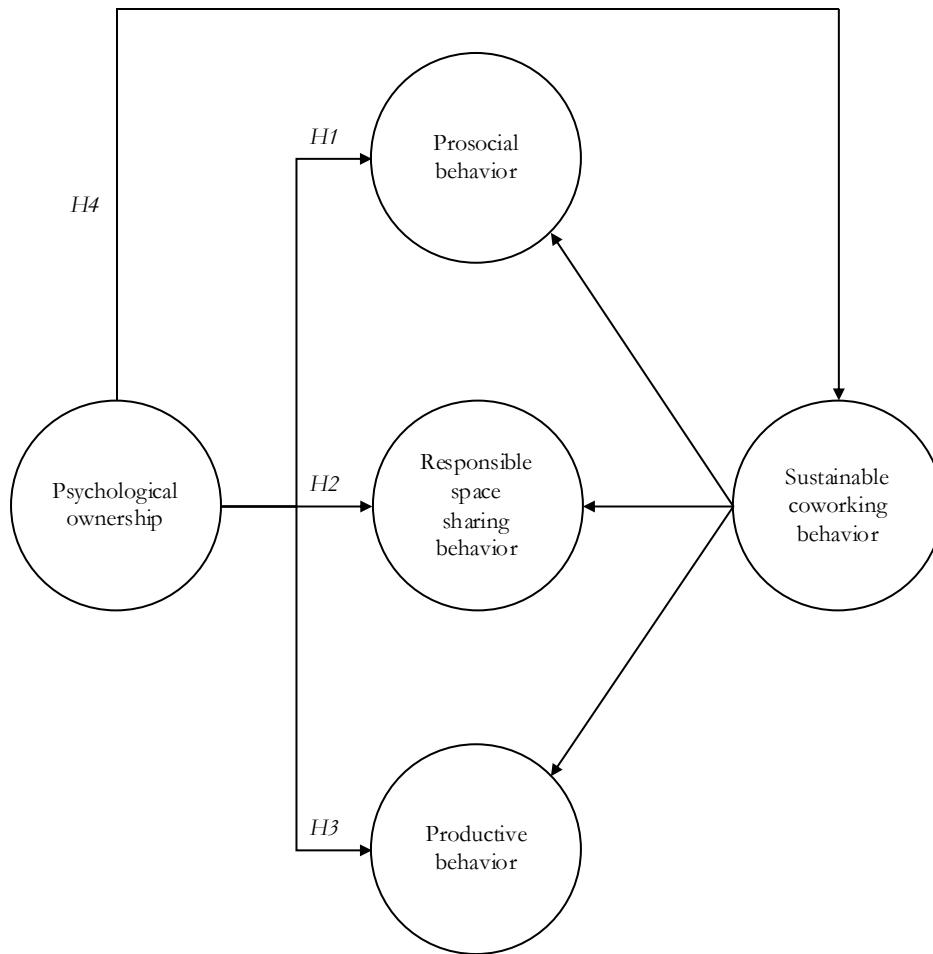 H1
Prosocial
behavior
H4
Psychological
ownership
H2
Responsible
space
sharing
behavior
Sustainable
coworking
behavior
H3
Productive
behavior